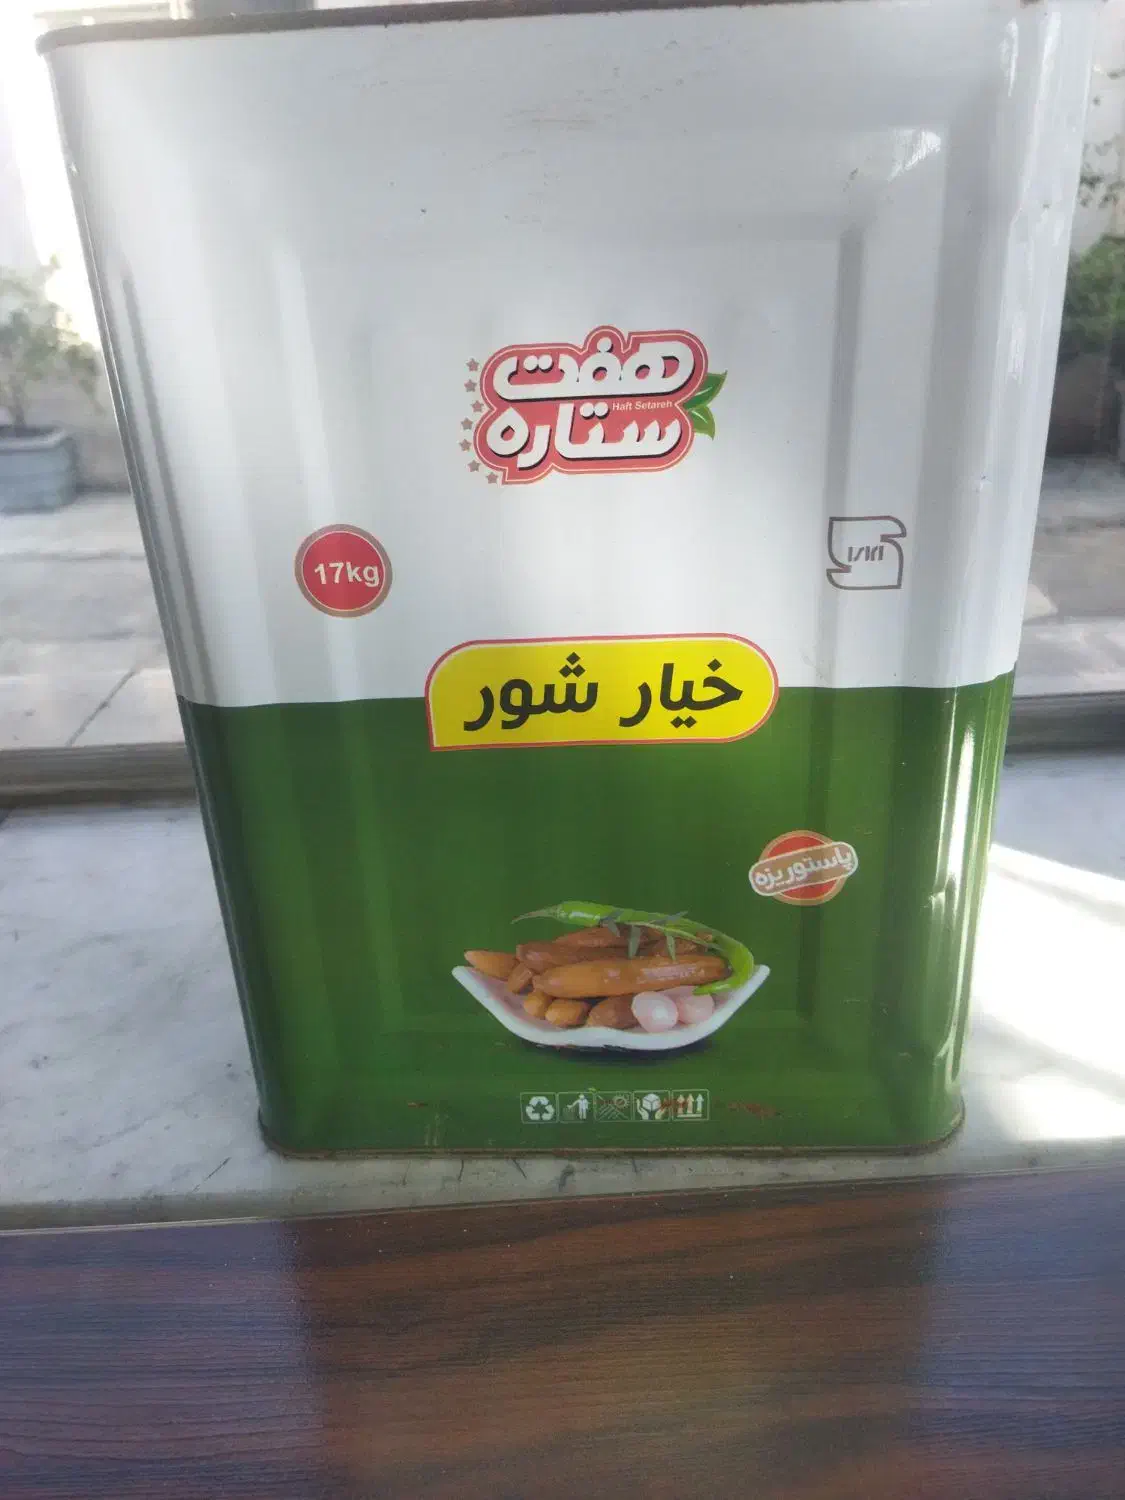 هفت
Haft Setareh
ستاره
17kg
خیار شور
پاستوریزه